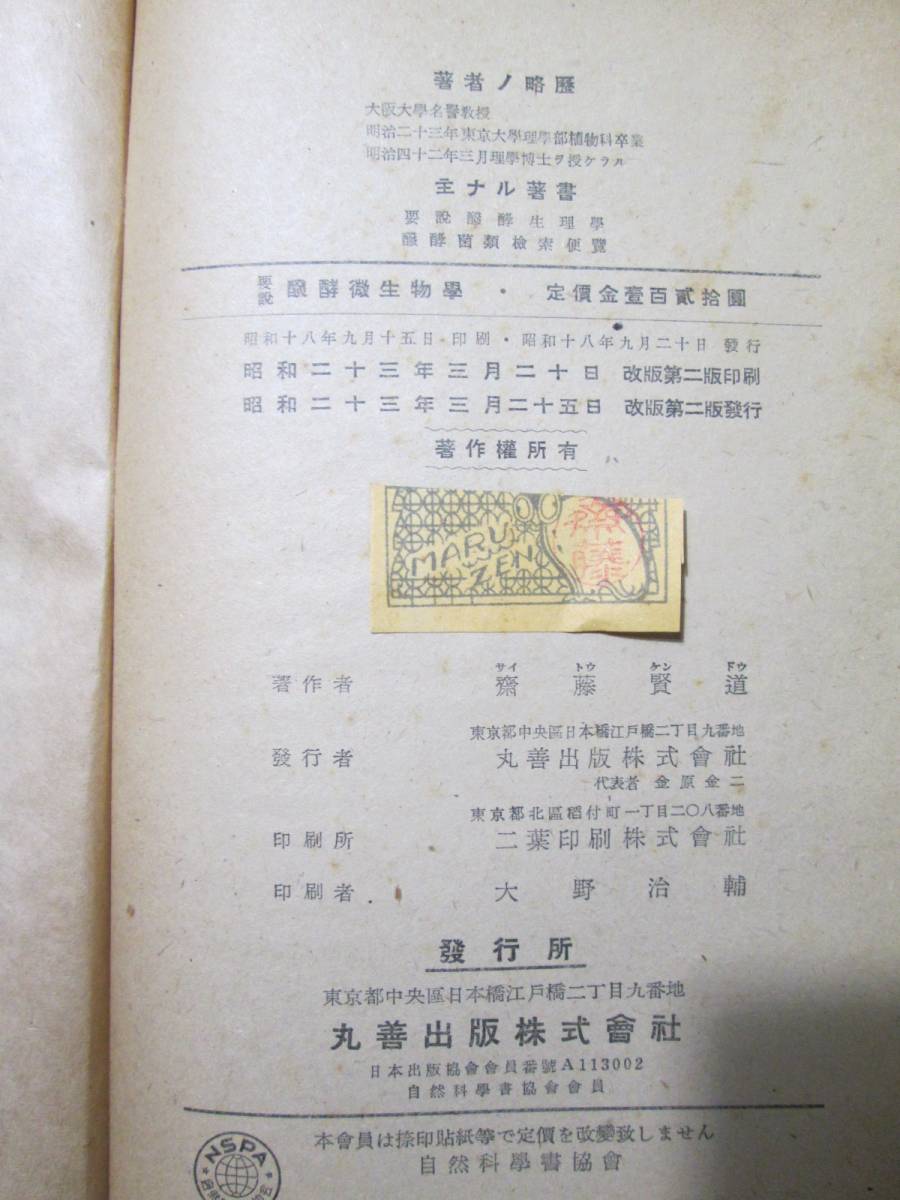 著者ノ略歷
大阪大學名譽敎授
明治二十三年東京大學理學部植物科卒業
明治四十二年三月理學博士ヲ授ケラル
主ナル著書
要說醱酵生理學
醱酵菌類檢索便覽
要說 醱酵微生物學 ・ 定價金壹百貳拾圓
昭和十八年九月十五日 印刷・昭和十八年九月二十日 發行
昭和二十三年三月二十日 改版第二版印刷
昭和二十三年三月二十五日 改版第二版發行
著作權所有
MARU
ZEN
齋藤
サイ トウ ケン ドウ
著作者 齋藤賢道
東京都中央區日本橋江戸橋二丁目九番地
發行者 丸善出版株式會社
代表者 金原金二
東京都北區稻付町一丁目二〇八番地
印刷所 二葉印刷株式會社
印刷者 大野治輔
發行所
東京都中央區日本橋江戸橋二丁目九番地
丸善出版株式會社
日本出版協會會員番號A113002
自然科學書協會會員
本會員は捺印貼紙等で定價を改變致しません
自然科學書協會
NSPA